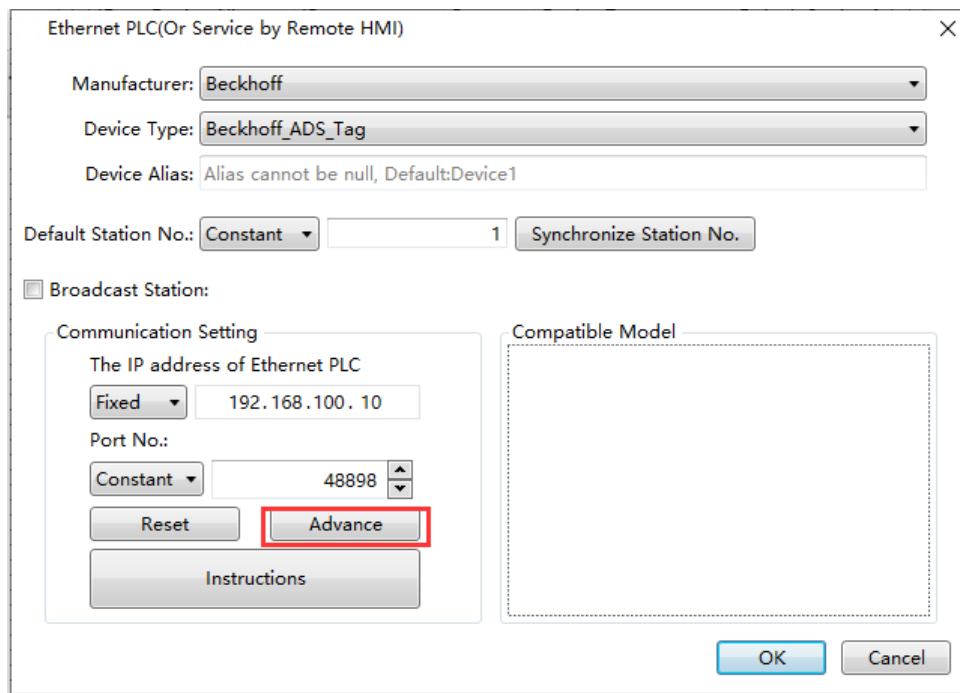 Ethernet PLC(Or Service by Remote HMI)
Manufacturer: Beckhoff
Device Type: Beckhoff_ADS_Tag
Device Alias: Alias cannot be null, Default:Device1
Default Station No.: Constant 1 Synchronize Station No.
Broadcast Station:
Communication Setting
The IP address of Ethernet PLC
Fixed 192.168.100. 10
Port No.:
Constant 48898
Reset Advance
Instructions
Compatible Model
OK Cancel